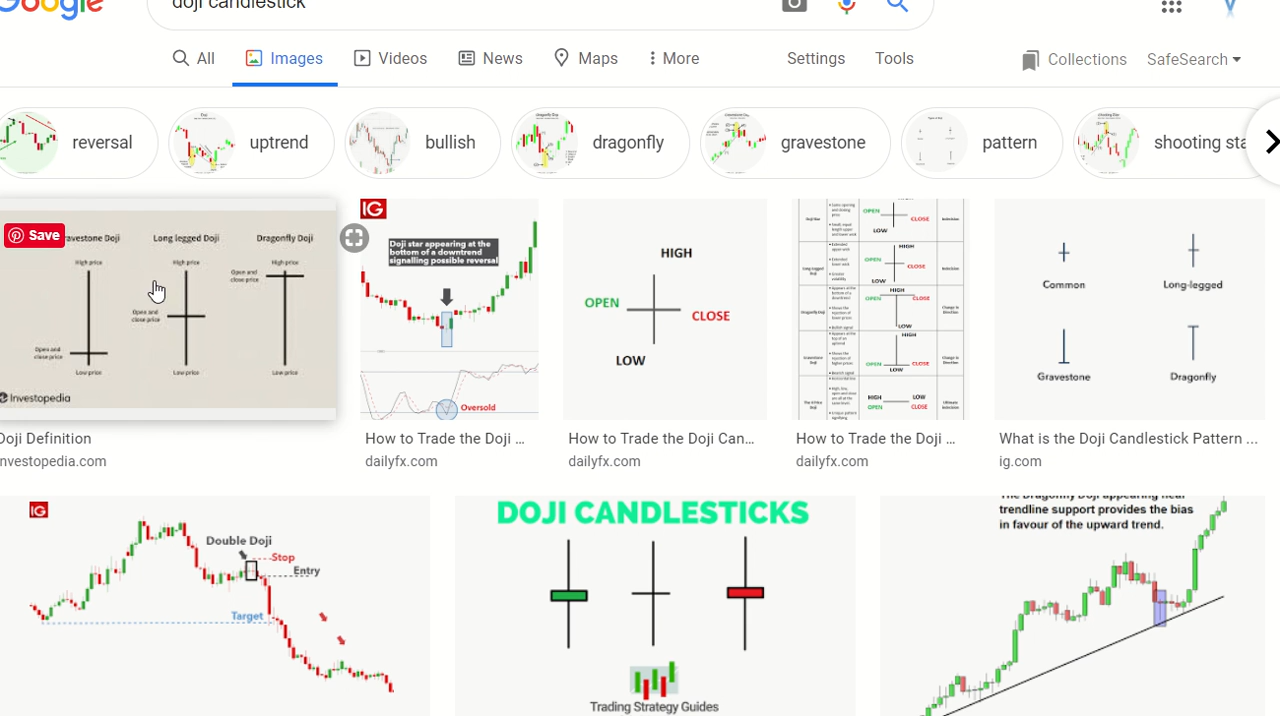 Google
doji candlestick
All
Images
Videos
News
Maps
More
Settings
Tools
Collections
SafeSearch
reversal
uptrend
bullish
dragonfly
gravestone
pattern
shooting sta
Save
ravestone Doji
Long legged Doji
Dragonfly Doji
High price
High price
High price
Open and
close price
Open and
close price
Open and
close price
Low price
Low price
Low price
Investopedia
Doji Definition
nvestopedia.com
IG
Doji star appearing at the
bottom of a downtrend
signalling possible reversal
Oversold
How to Trade the Doji ...
dailyfx.com
HIGH
OPEN
CLOSE
LOW
How to Trade the Doji Can...
dailyfx.com
OPEN
CLOSE
LOW
HIGH
OPEN
CLOSE
LOW
HIGH
OPEN
CLOSE
LOW
HIGH
OPEN
CLOSE
LOW
HIGH
LOW
OPEN
CLOSE
How to Trade the Doji ...
dailyfx.com
Common
Long-legged
Gravestone
Dragonfly
What is the Doji Candlestick Pattern ...
ig.com
IG
Double Doji
Stop
Entry
Target
DOJI CANDLESTICKS
Trading Strategy Guides
The Dragonfly Doji appearing near
trendline support provides the bias
in favour of the upward trend.